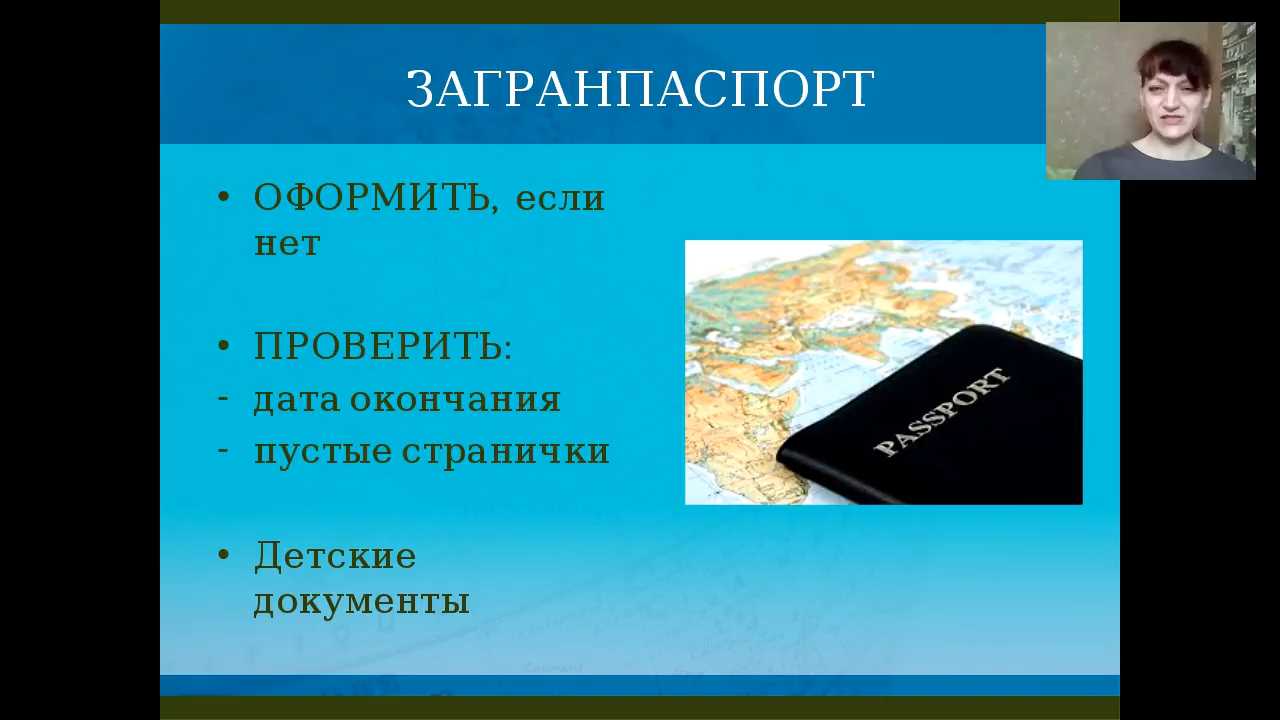 ЗАГРАНПАСПОРТ
• ОФОРМИТЬ, если
нет
• ПРОВЕРИТЬ:
- дата окончания
- пустые странички
• Детские
документы
PASSPORT